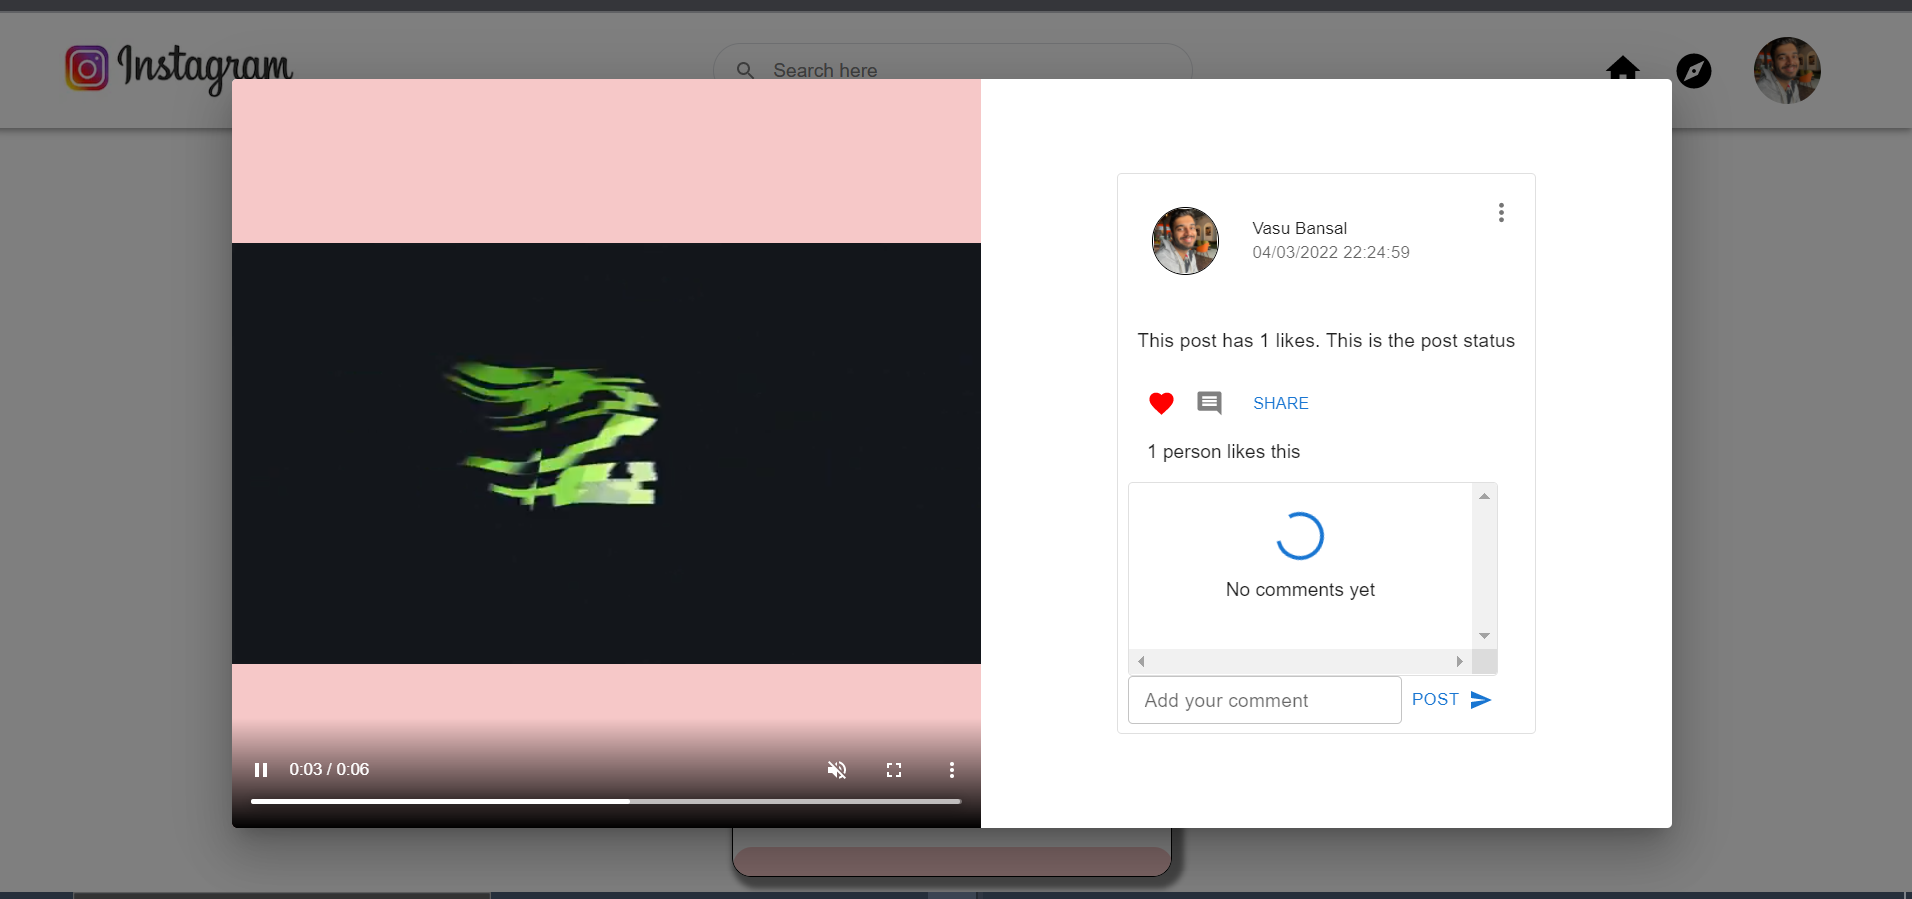 Instagram
Search here
Vasu Bansal
04/03/2022 22:24:59
This post has 1 likes. This is the post status
SHARE
1 person likes this
No comments yet
Add your comment
POST
0:03 / 0:06